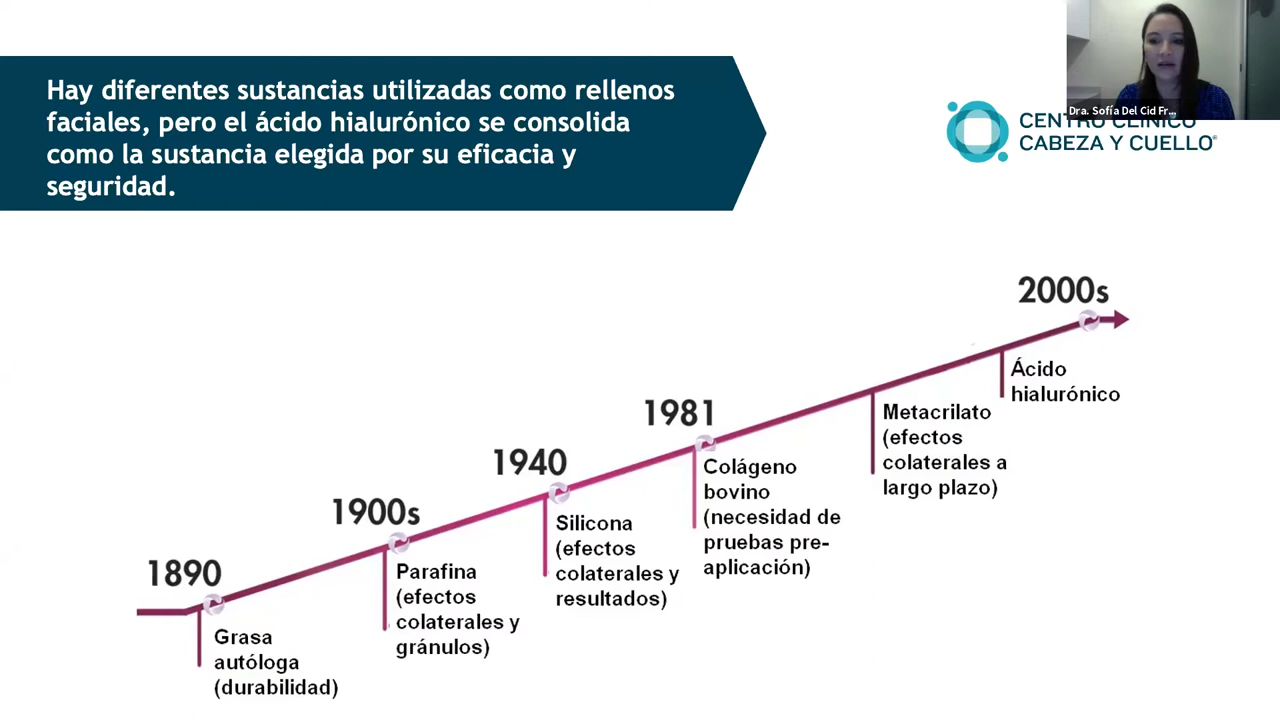 Hay diferentes sustancias utilizadas como rellenos
faciales, pero el ácido hialurónico se consolida
como la sustancia elegida por su eficacia y
seguridad.
Dra. Sofía Del Cid Fr...
CENTRO CLÍNICO
CABEZA Y CUELLO
1890
Grasa
autóloga
(durabilidad)
1900s
Parafina
(efectos
colaterales y
gránulos)
1940
Silicona
(efectos
colaterales y
resultados)
1981
Colágeno
bovino
(necesidad de
pruebas pre-
aplicación)
Metacrilato
(efectos
colaterales a
largo plazo)
2000s
Ácido
hialurónico